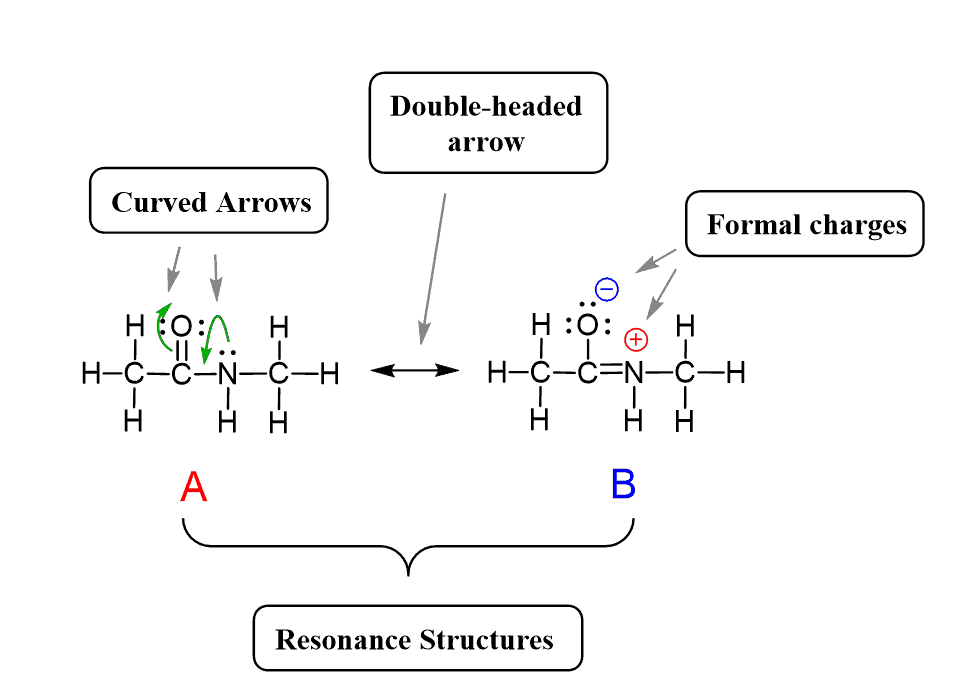 Double-headed
arrow
Curved Arrows
Formal charges
H :O: H
H–C–C–N–C–H
H H H
H :O: ⊖ ⊕ H
H–C–C=N–C–H
H H H
A
B
Resonance Structures